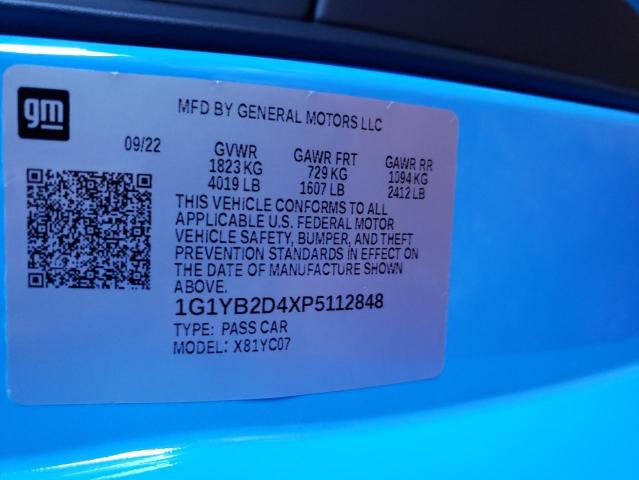 gm
MFD BY GENERAL MOTORS LLC
09/22 GVWR GAWR FRT GAWR RR
1823 KG 729 KG 1094 KG
4019 LB 1607 LB 2412 LB
THIS VEHICLE CONFORMS TO ALL
APPLICABLE U.S. FEDERAL MOTOR
VEHICLE SAFETY, BUMPER, AND THEFT
PREVENTION STANDARDS IN EFFECT ON
THE DATE OF MANUFACTURE SHOWN
ABOVE.
1G1YB2D4XP5112848
TYPE: PASS CAR
MODEL: X81YC07